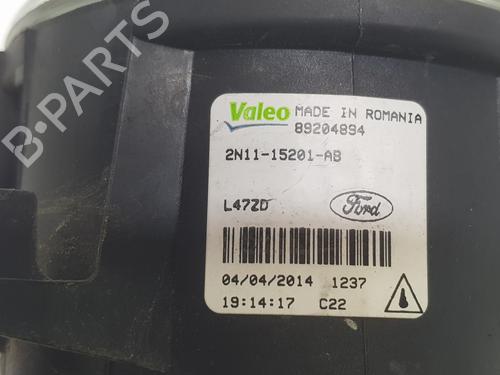 Valeo MADE IN ROMANIA
89204894
2N11-15201-AB
L47ZD Ford
04/04/2014 1237
19:14:17 C22
B-PARTS